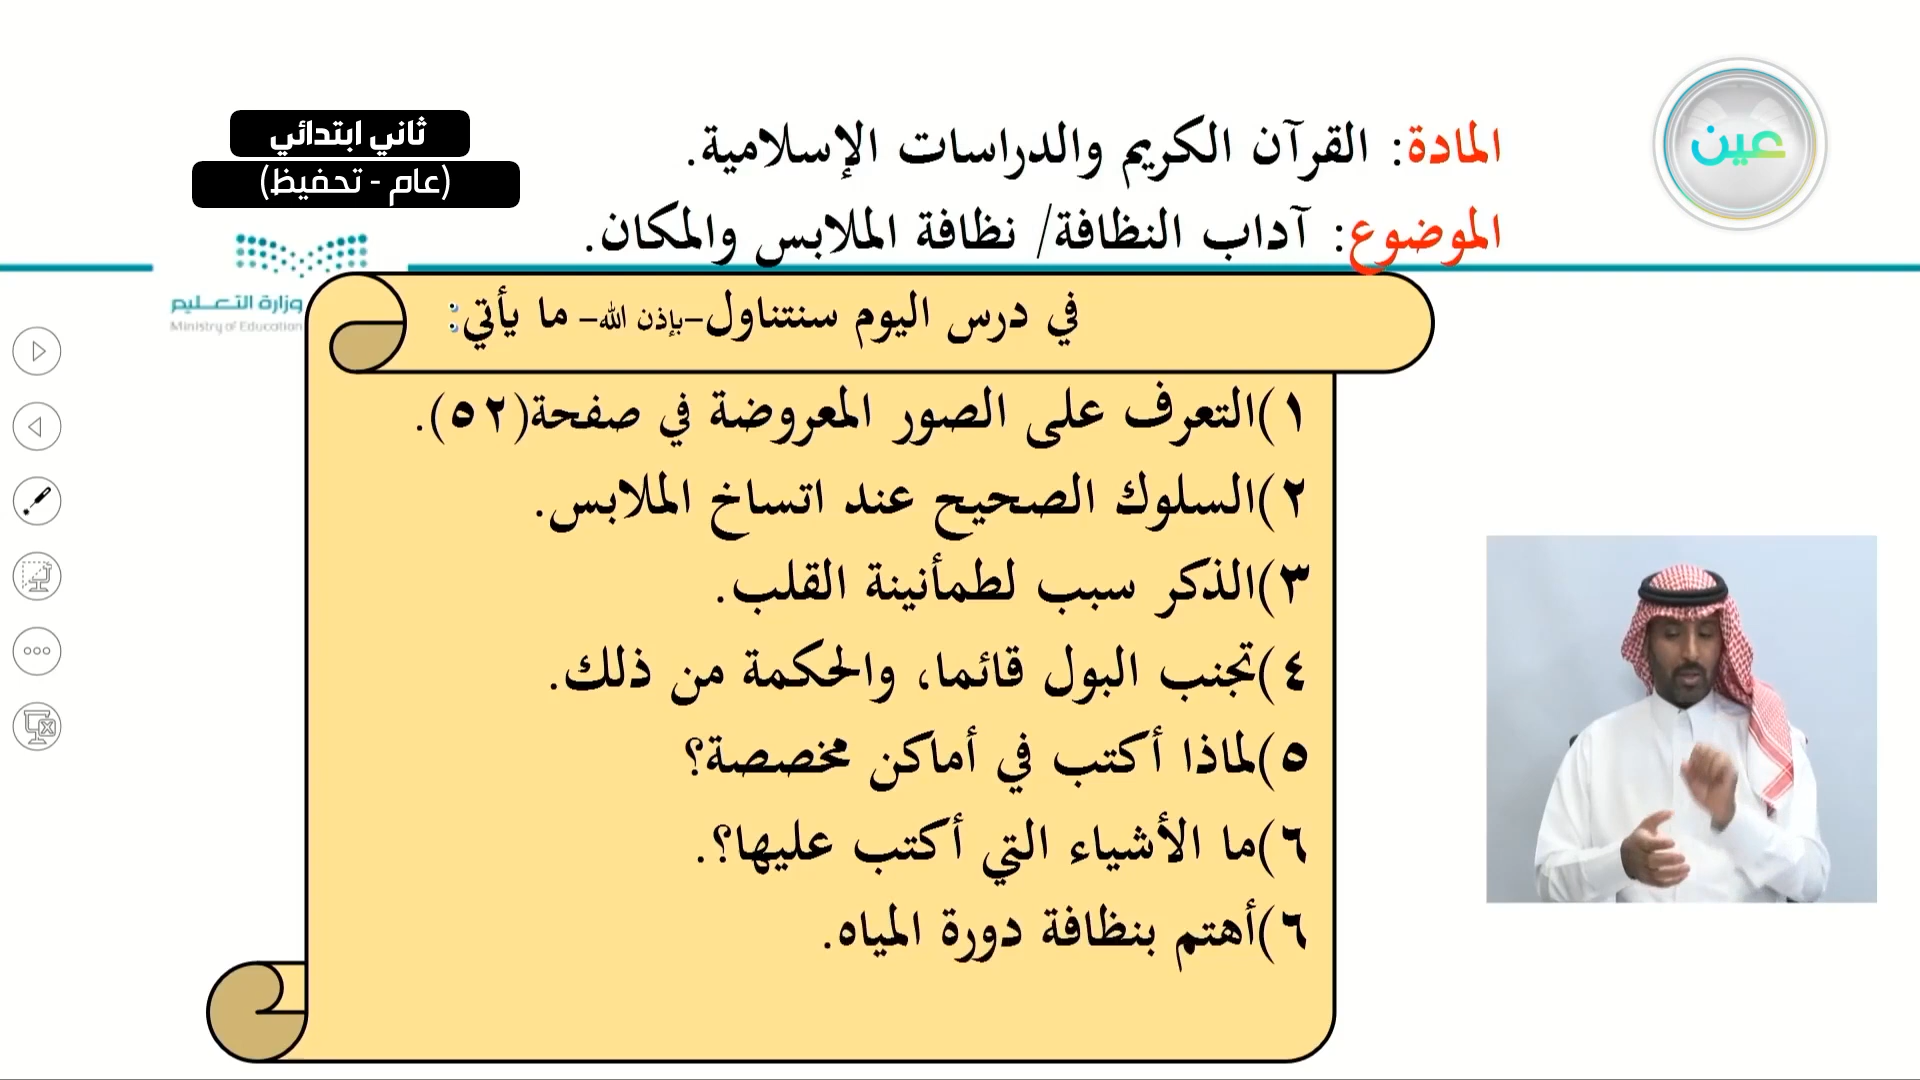 عين
ثاني ابتدائي
(عام - تحفيظ)
المادة: القرآن الكريم والدراسات الإسلامية.
الموضوع: آداب النظافة/ نظافة الملابس والمكان.
وزارة التعـــليم
Ministry of Education
في درس اليوم سنتناول-بإذن الله- ما يأتي:
١)التعرف على الصور المعروضة في صفحة(٥٢).
٢)السلوك الصحيح عند اتساخ الملابس.
٣)الذكر سبب لطمأنينة القلب.
٤)تجنب البول قائما، والحكمة من ذلك.
٥)لماذا أكتب في أماكن مخصصة؟
٦)ما الأشياء التي أكتب عليها؟.
٦)أهتم بنظافة دورة المياه.